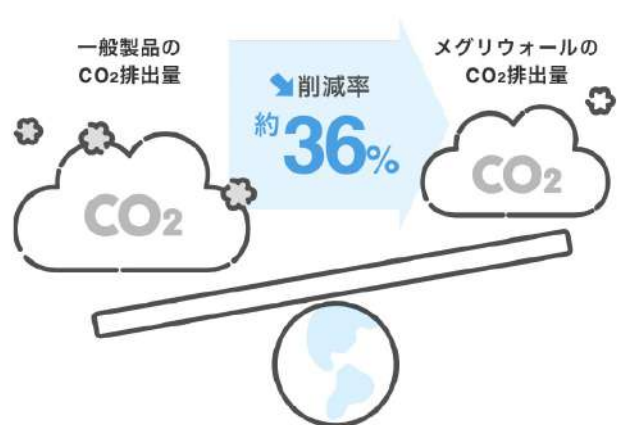 一般製品の
CO₂排出量
削減率
約36%
メグリウォールの
CO₂排出量
CO₂
CO₂